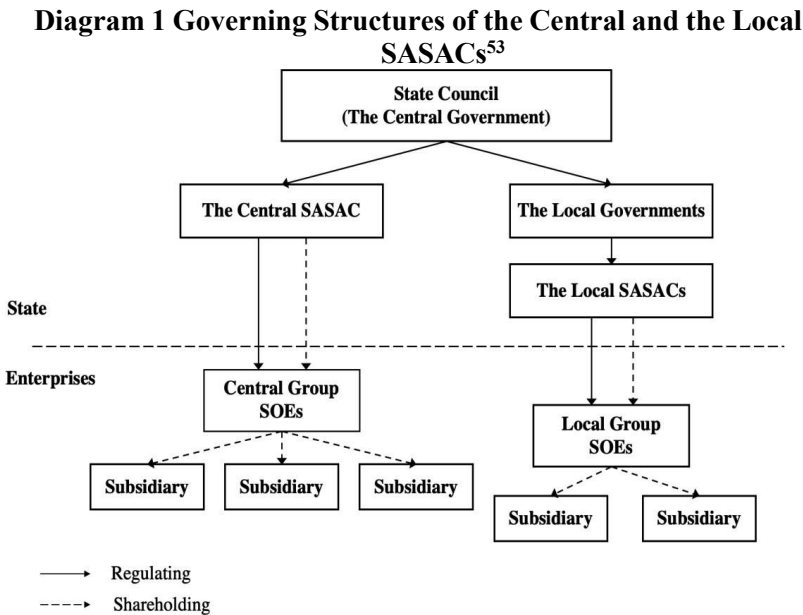 Diagram 1 Governing Structures of the Central and the Local
SASACs53
State Council
(The Central Government)
The Central SASAC
The Local Governments
The Local SASACs
State
Enterprises
Central Group
SOEs
Local Group
SOEs
Subsidiary
Subsidiary
Subsidiary
Subsidiary
Subsidiary
Regulating
Shareholding